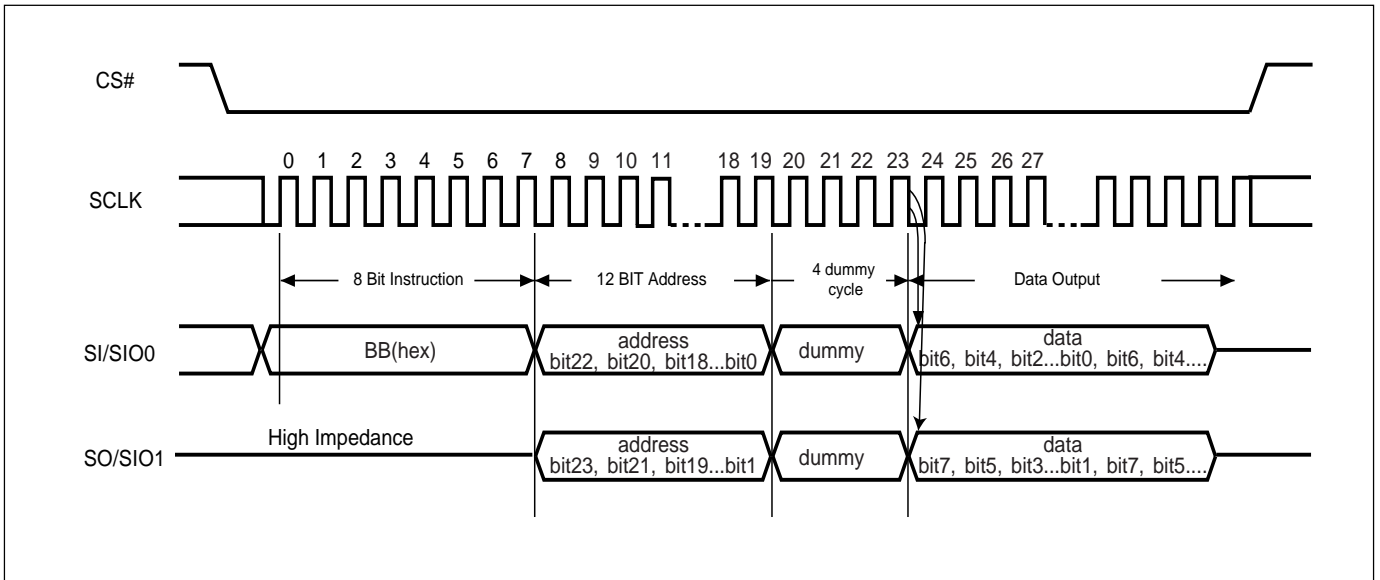 CS#
0 1 2 3 4 5 6 7 8 9 10 11 18 19 20 21 22 23 24 25 26 27
SCLK
8 Bit Instruction
12 BIT Address
4 dummy
cycle
Data Output
SI/SIO0
BB(hex)
address
bit22, bit20, bit18...bit0
dummy
data
bit6, bit4, bit2...bit0, bit6, bit4....
High Impedance
SO/SIO1
address
bit23, bit21, bit19...bit1
dummy
data
bit7, bit5, bit3...bit1, bit7, bit5....